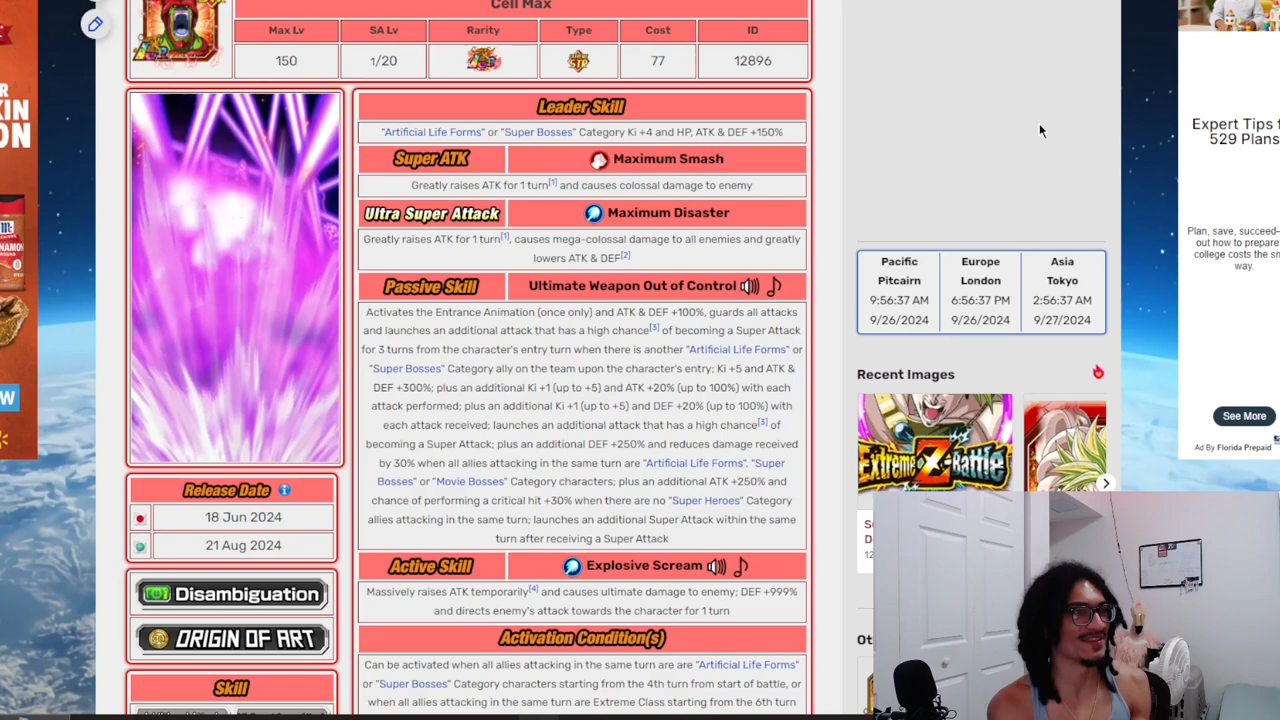 Cell Max
Max Lv SA Lv Rarity Type Cost ID
150 1/20 77 12896
Leader Skill
"Artificial Life Forms" or "Super Bosses" Category Ki +4 and HP, ATK & DEF +150%
Super ATK Maximum Smash
Greatly raises ATK for 1 turn[1] and causes colossal damage to enemy
Ultra Super Attack Maximum Disaster
Greatly raises ATK for 1 turn[1], causes mega-colossal damage to all enemies and greatly
lowers ATK & DEF[2]
Passive Skill Ultimate Weapon Out of Control
Activates the Entrance Animation (once only) and ATK & DEF +100%, guards all attacks
and launches an additional attack that has a high chance[3] of becoming a Super Attack
for 3 turns from the character's entry turn when there is another "Artificial Life Forms" or
"Super Bosses" Category ally on the team upon the character's entry; Ki +5 and ATK &
DEF +300%; plus an additional Ki +1 (up to +5) and ATK +20% (up to 100%) with each
attack performed; plus an additional Ki +1 (up to +5) and DEF +20% (up to 100%) with
each attack received; launches an additional attack that has a high chance[3] of
becoming a Super Attack; plus an additional DEF +250% and reduces damage received
by 30% when all allies attacking in the same turn are "Artificial Life Forms", "Super
Bosses" or "Movie Bosses" Category characters; plus an additional ATK +250% and
chance of performing a critical hit +30% when there are no "Super Heroes" Category
allies attacking in the same turn; launches an additional Super Attack within the same
turn after receiving a Super Attack
Active Skill Explosive Scream
Massively raises ATK temporarily[4] and causes ultimate damage to enemy; DEF +999%
and directs enemy's attack towards the character for 1 turn
Activation Condition(s)
Can be activated when all allies attacking in the same turn are are "Artificial Life Forms"
or "Super Bosses" Category characters starting from the 4th turn from start of battle, or
when all allies attacking in the same turn are Extreme Class starting from the 6th turn
Release Date
18 Jun 2024
21 Aug 2024
Disambiguation
ORIGIN OF ART
Skill
Pacific Europe Asia
Pitcairn London Tokyo
9:56:37 AM 6:56:37 PM 2:56:37 AM
9/26/2024 9/26/2024 9/27/2024
Recent Images
Extreme Z-Battle
Expert Tips
529 Plans
Plan, save, succeed—
out how to prepare
college costs the
way.
See More
Ad By Florida Prepaid